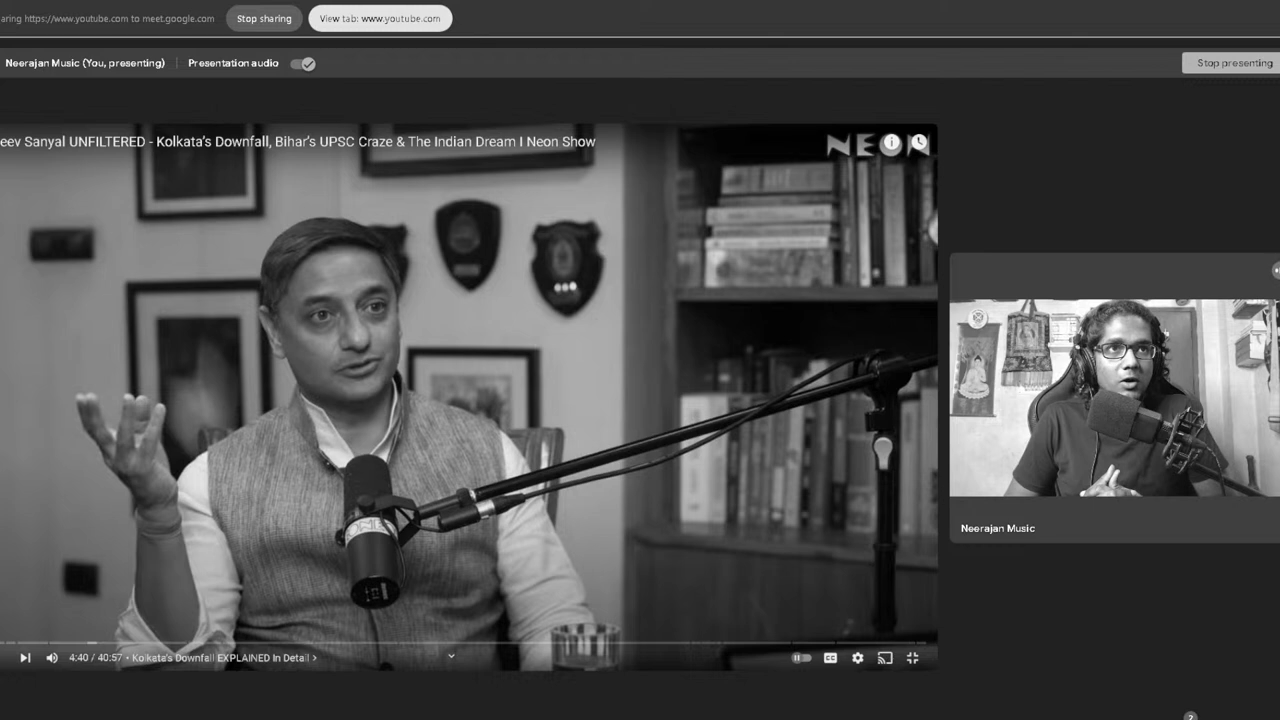 aring https://www.youtube.com to meet.google.com
Stop sharing
View tab: www.youtube.com
Neerajan Music (You, presenting)
Presentation audio
Stop presenting
eev Sanyal UNFILTERED - Kolkata's Downfall, Bihar's UPSC Craze & The Indian Dream I Neon Show
NEON
Neerajan Music
4:40 / 40:57 • Kolkata's Downfall EXPLAINED In Detail >
CC